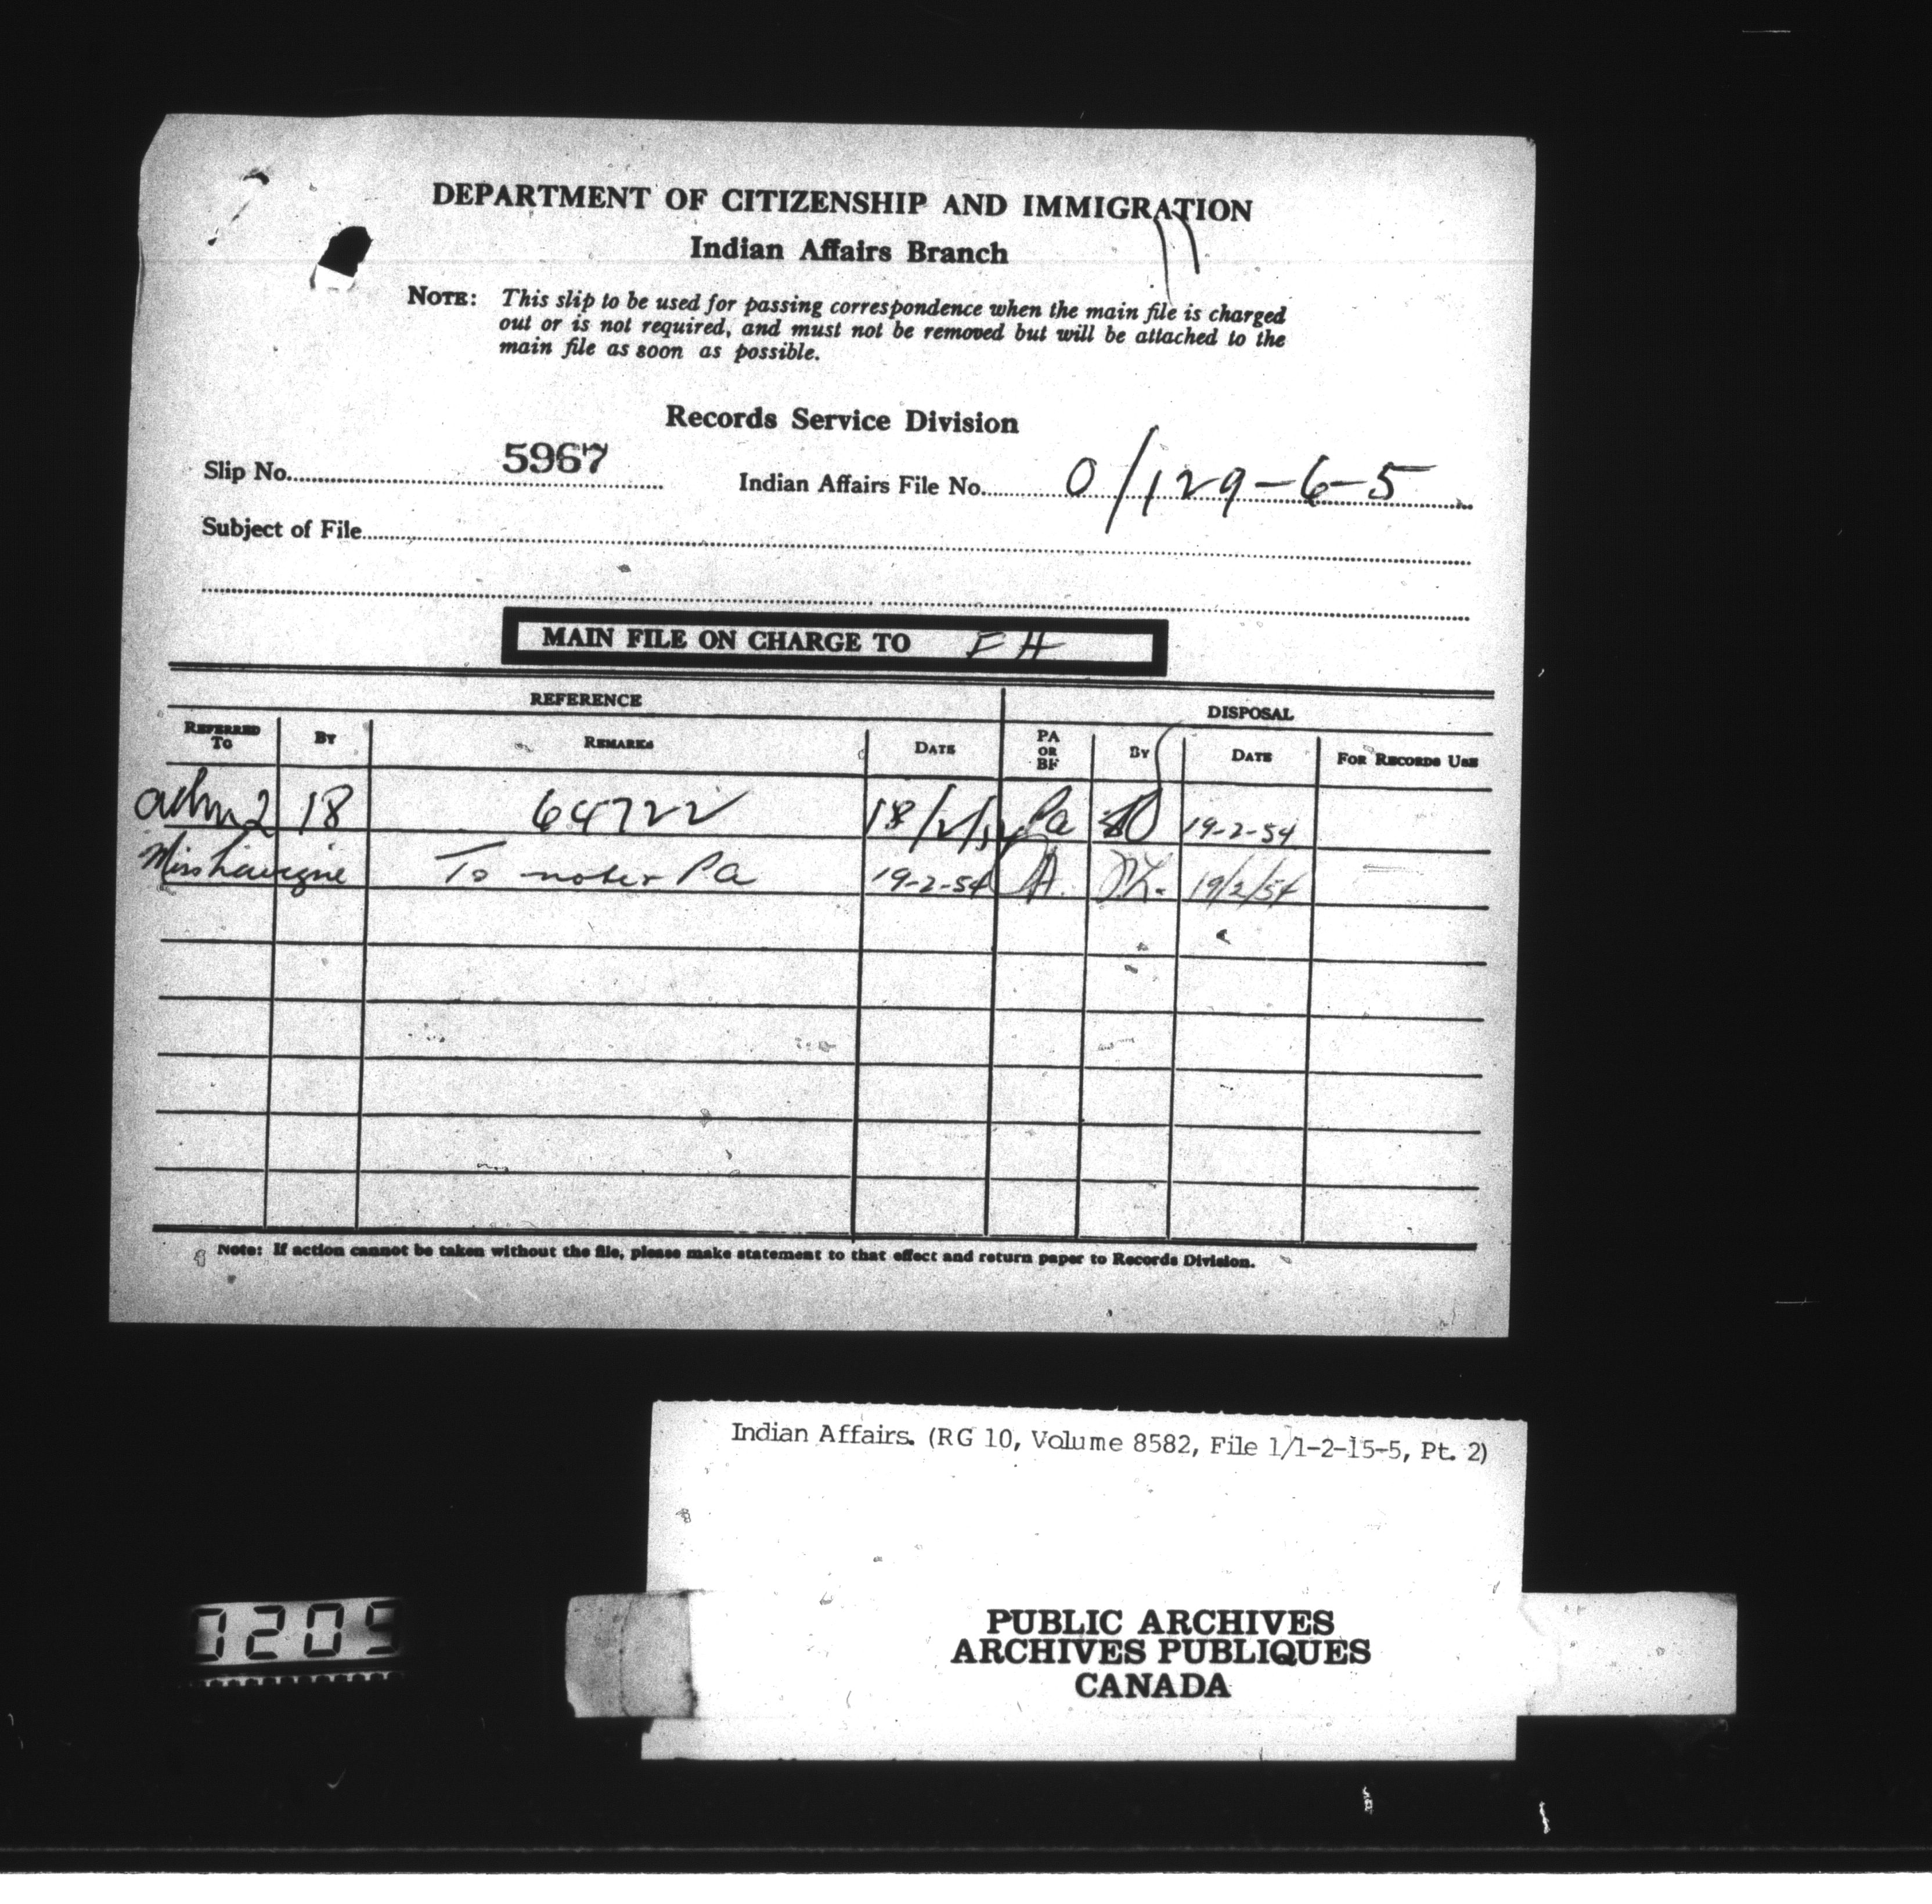 DEPARTMENT OF CITIZENSHIP AND IMMIGRATION
Indian Affairs Branch
NOTE: This slip to be used for passing correspondence when the main file is charged
out or is not required, and must not be removed but will be attached to the
main file as soon as possible.
Records Service Division
Slip No. 5967 Indian Affairs File No. 0/129-6-5
Subject of File
MAIN FILE ON CHARGE TO
REFERENCE DISPOSAL
REFERRED TO BY REMARKS DATE PA OR BF BY DATE FOR RECORDS USE
adm2 18 64722 18/2/ Pa 19-2-54
Miss Lavigne To note & Pa 19-2-54 19/2/54
Note: If action cannot be taken without the file, please make statement to that effect and return paper to Records Division.
Indian Affairs. (RG 10, Volume 8582, File 1/1-2-15-5, Pt. 2)
PUBLIC ARCHIVES
ARCHIVES PUBLIQUES
CANADA
0205